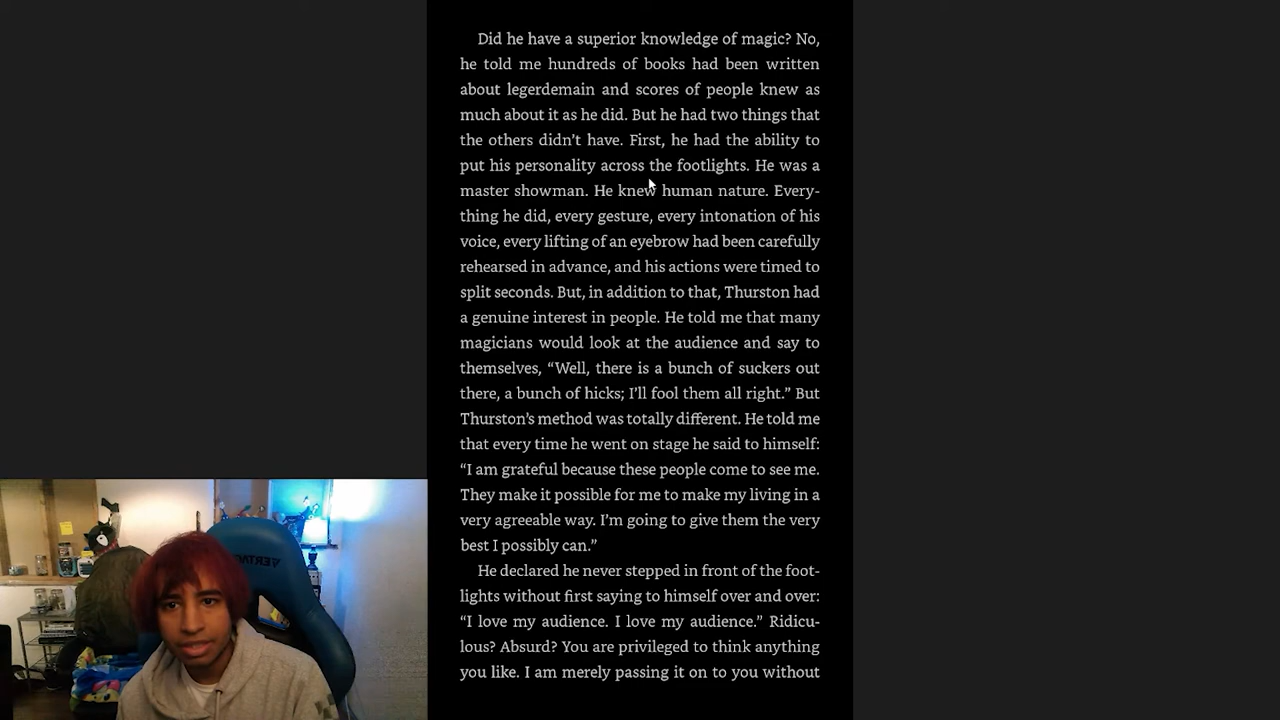 Did he have a superior knowledge of magic? No,
he told me hundreds of books had been written
about legerdemain and scores of people knew as
much about it as he did. But he had two things that
the others didn’t have. First, he had the ability to
put his personality across the footlights. He was a
master showman. He knew human nature. Every-
thing he did, every gesture, every intonation of his
voice, every lifting of an eyebrow had been carefully
rehearsed in advance, and his actions were timed to
split seconds. But, in addition to that, Thurston had
a genuine interest in people. He told me that many
magicians would look at the audience and say to
themselves, “Well, there is a bunch of suckers out
there, a bunch of hicks; I’ll fool them all right.” But
Thurston’s method was totally different. He told me
that every time he went on stage he said to himself:
“I am grateful because these people come to see me.
They make it possible for me to make my living in a
very agreeable way. I’m going to give them the very
best I possibly can.”
He declared he never stepped in front of the foot-
lights without first saying to himself over and over:
“I love my audience. I love my audience.” Ridicu-
lous? Absurd? You are privileged to think anything
you like. I am merely passing it on to you without